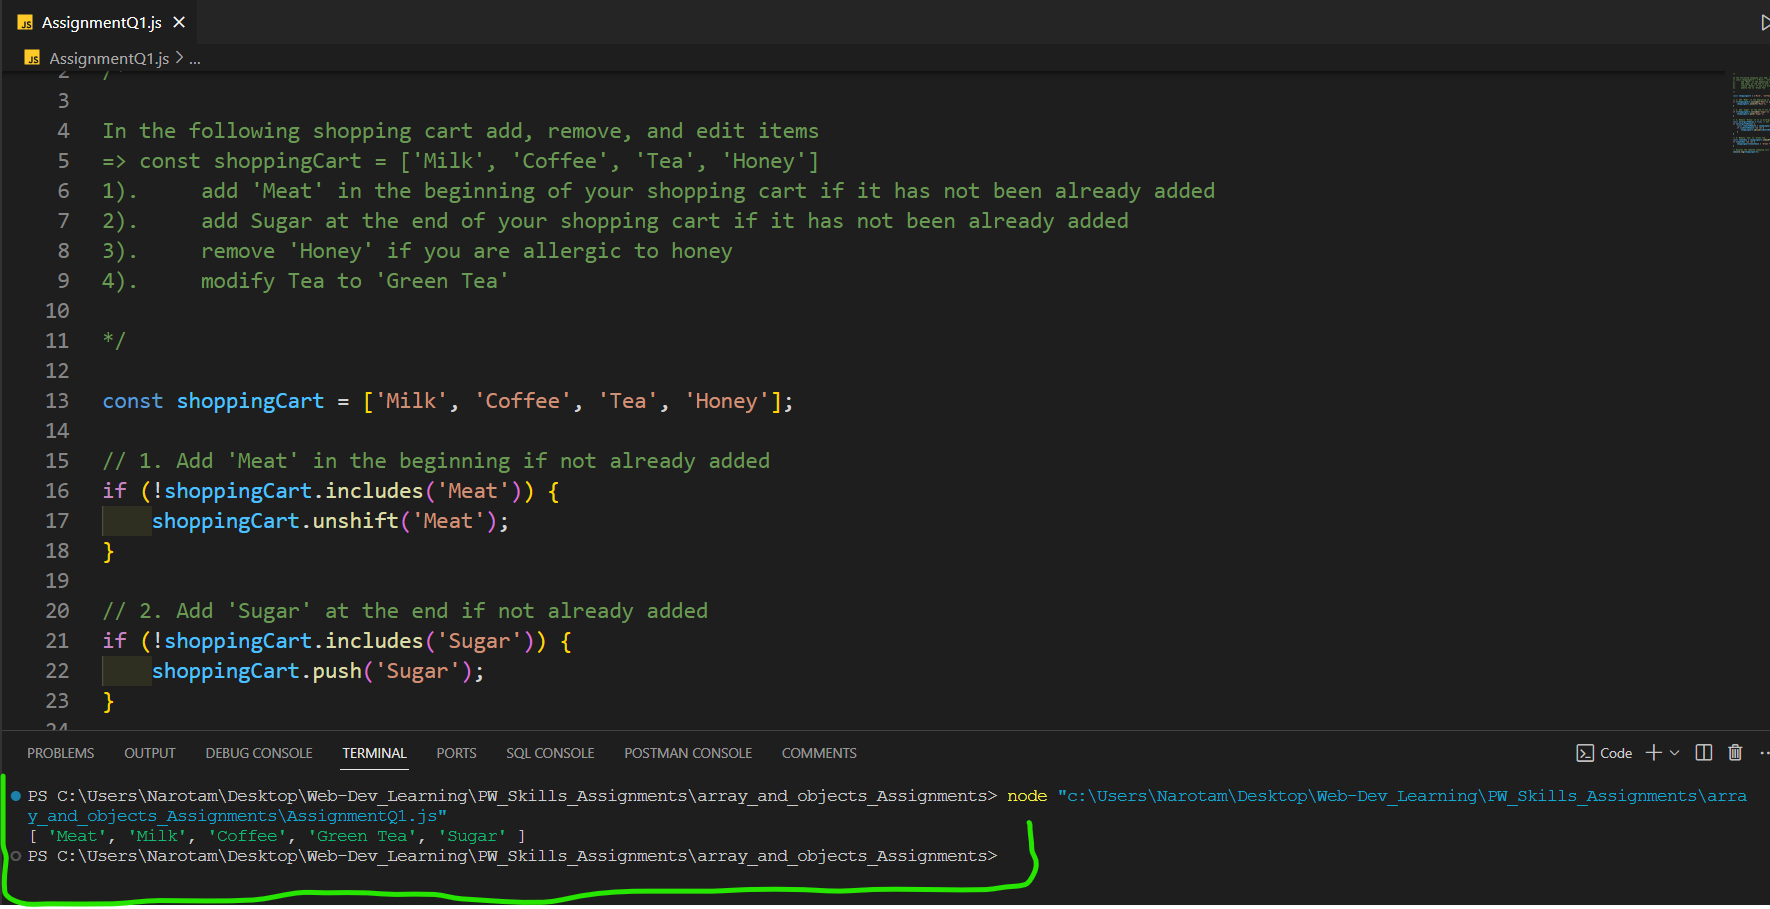 AssignmentQ1.js
AssignmentQ1.js > ...
2
3
4 In the following shopping cart add, remove, and edit items
5 => const shoppingCart = ['Milk', 'Coffee', 'Tea', 'Honey']
6 1). add 'Meat' in the beginning of your shopping cart if it has not been already added
7 2). add Sugar at the end of your shopping cart if it has not been already added
8 3). remove 'Honey' if you are allergic to honey
9 4). modify Tea to 'Green Tea'
10
11 */
12
13 const shoppingCart = ['Milk', 'Coffee', 'Tea', 'Honey'];
14
15 // 1. Add 'Meat' in the beginning if not already added
16 if (!shoppingCart.includes('Meat')) {
17 shoppingCart.unshift('Meat');
18 }
19
20 // 2. Add 'Sugar' at the end if not already added
21 if (!shoppingCart.includes('Sugar')) {
22 shoppingCart.push('Sugar');
23 }
24
PROBLEMS OUTPUT DEBUG CONSOLE TERMINAL PORTS SQL CONSOLE POSTMAN CONSOLE COMMENTS Code
PS C:\Users\Narotam\Desktop\Web-Dev_Learning\PW_Skills_Assignments\array_and_objects_Assignments> node "c:\Users\Narotam\Desktop\Web-Dev_Learning\PW_Skills_Assignments\arra
y_and_objects_Assignments\AssignmentQ1.js"
[ 'Meat', 'Milk', 'Coffee', 'Green Tea', 'Sugar' ]
PS C:\Users\Narotam\Desktop\Web-Dev_Learning\PW_Skills_Assignments\array_and_objects_Assignments>